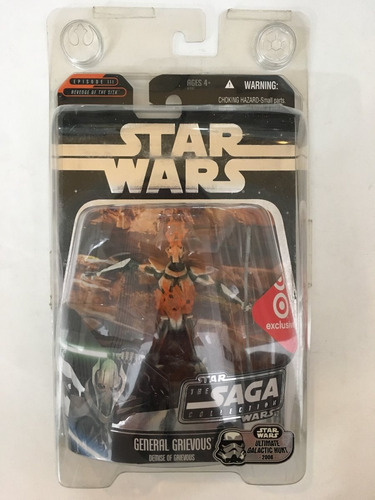 EPISODE III
REVENGE OF THE SITH
AGES 4+
WARNING:
CHOKING HAZARD-Small parts
STAR
WARS
exclusive
STAR
THE
SAGA
COLLECTION
WARS
GENERAL GRIEVOUS
DEMISE OF GRIEVOUS
STAR
WARS
ULTIMATE
GALACTIC HUNT
2006